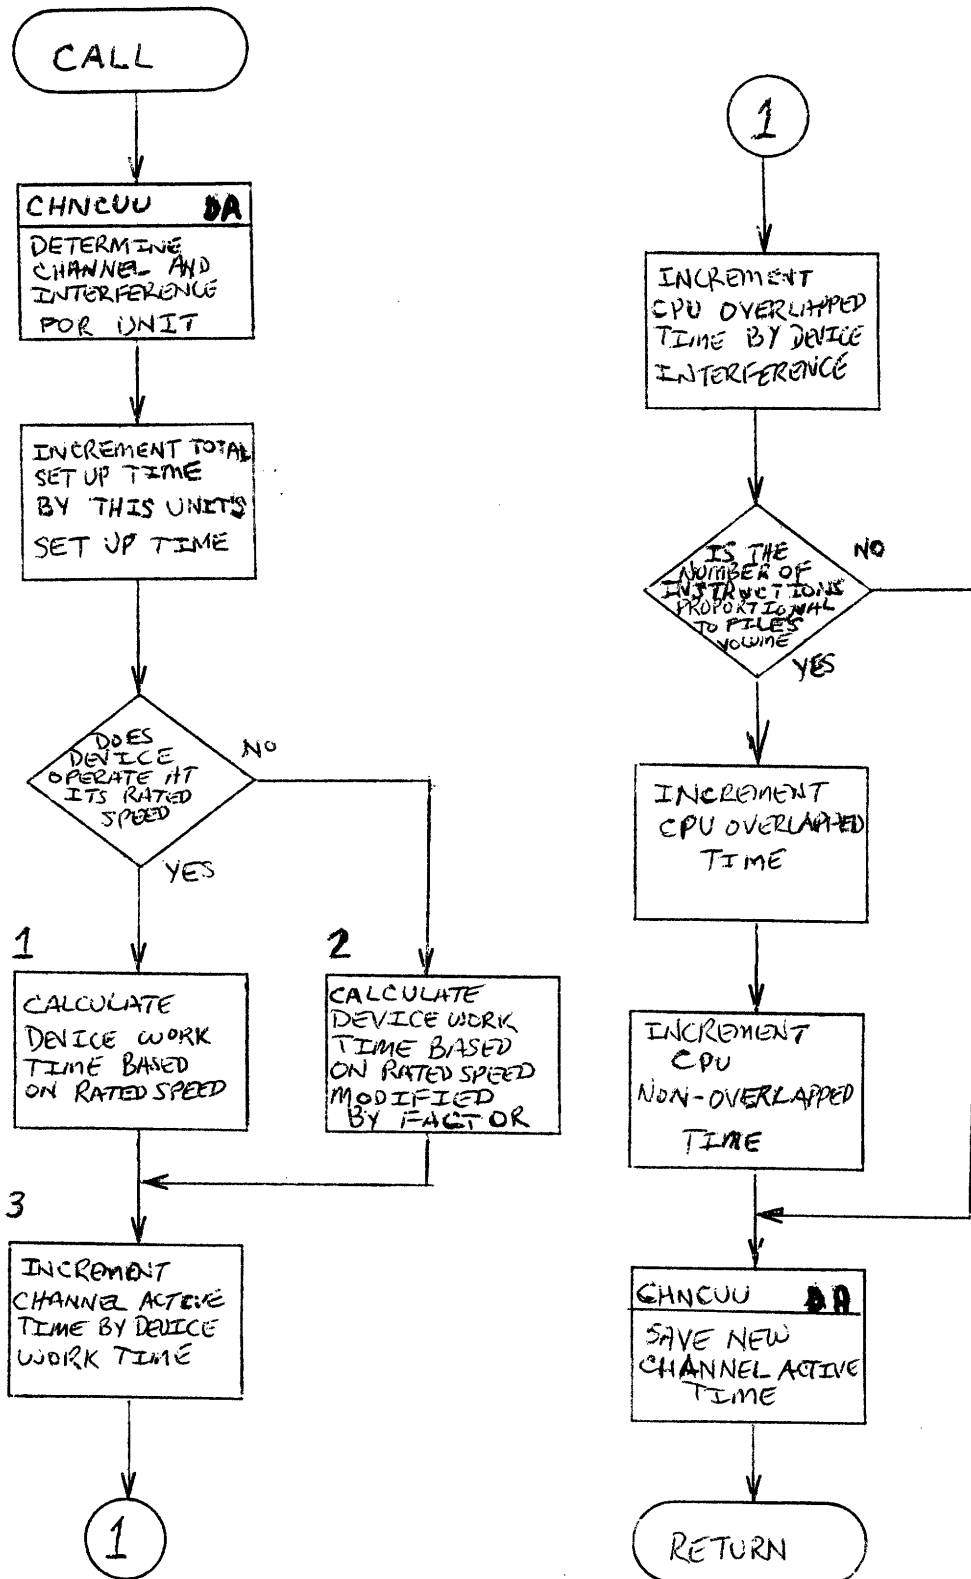 CALL
CHNCUU DA
DETERMINE
CHANNEL AND
INTERFERENCE
FOR UNIT
INCREMENT TOTAL
SET UP TIME
BY THIS UNIT'S
SET UP TIME
DOES
DEVICE
OPERATE AT
ITS RATED
SPEED
NO
YES
1
CALCULATE
DEVICE WORK
TIME BASED
ON RATED SPEED
2
CALCULATE
DEVICE WORK
TIME BASED
ON RATED SPEED
MODIFIED
BY FACTOR
3
INCREMENT
CHANNEL ACTIVE
TIME BY DEVICE
WORK TIME
1
1
INCREMENT
CPU OVERLAPPED
TIME BY DEVICE
INTERFERENCE
IS THE
NUMBER OF
INSTRUCTIONS
PROPORTIONAL
TO FILES
VOLUME
NO
YES
INCREMENT
CPU OVERLAPPED
TIME
INCREMENT
CPU
NON-OVERLAPPED
TIME
CHNCUU DA
SAVE NEW
CHANNEL ACTIVE
TIME
RETURN